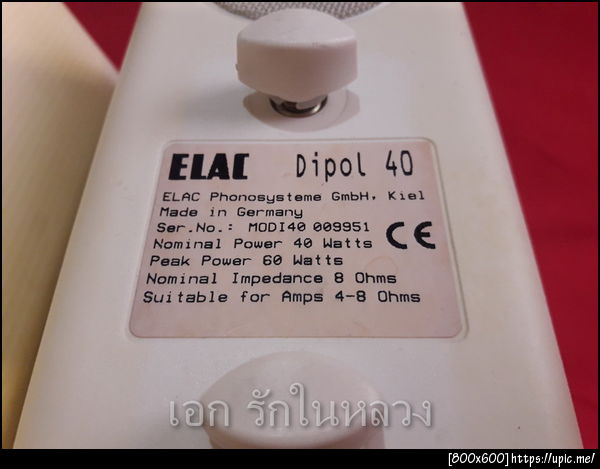 ELAC Dipol 40
ELAC Phonosysteme GmbH, Kiel
Made in Germany
Ser.No.: MODI40 009951
Nominal Power 40 Watts CE
Peak Power 60 Watts
Nominal Impedance 8 Ohms
Suitable for Amps 4-8 Ohms
เอก รักในหลวง
[800x600] https://upic.me/